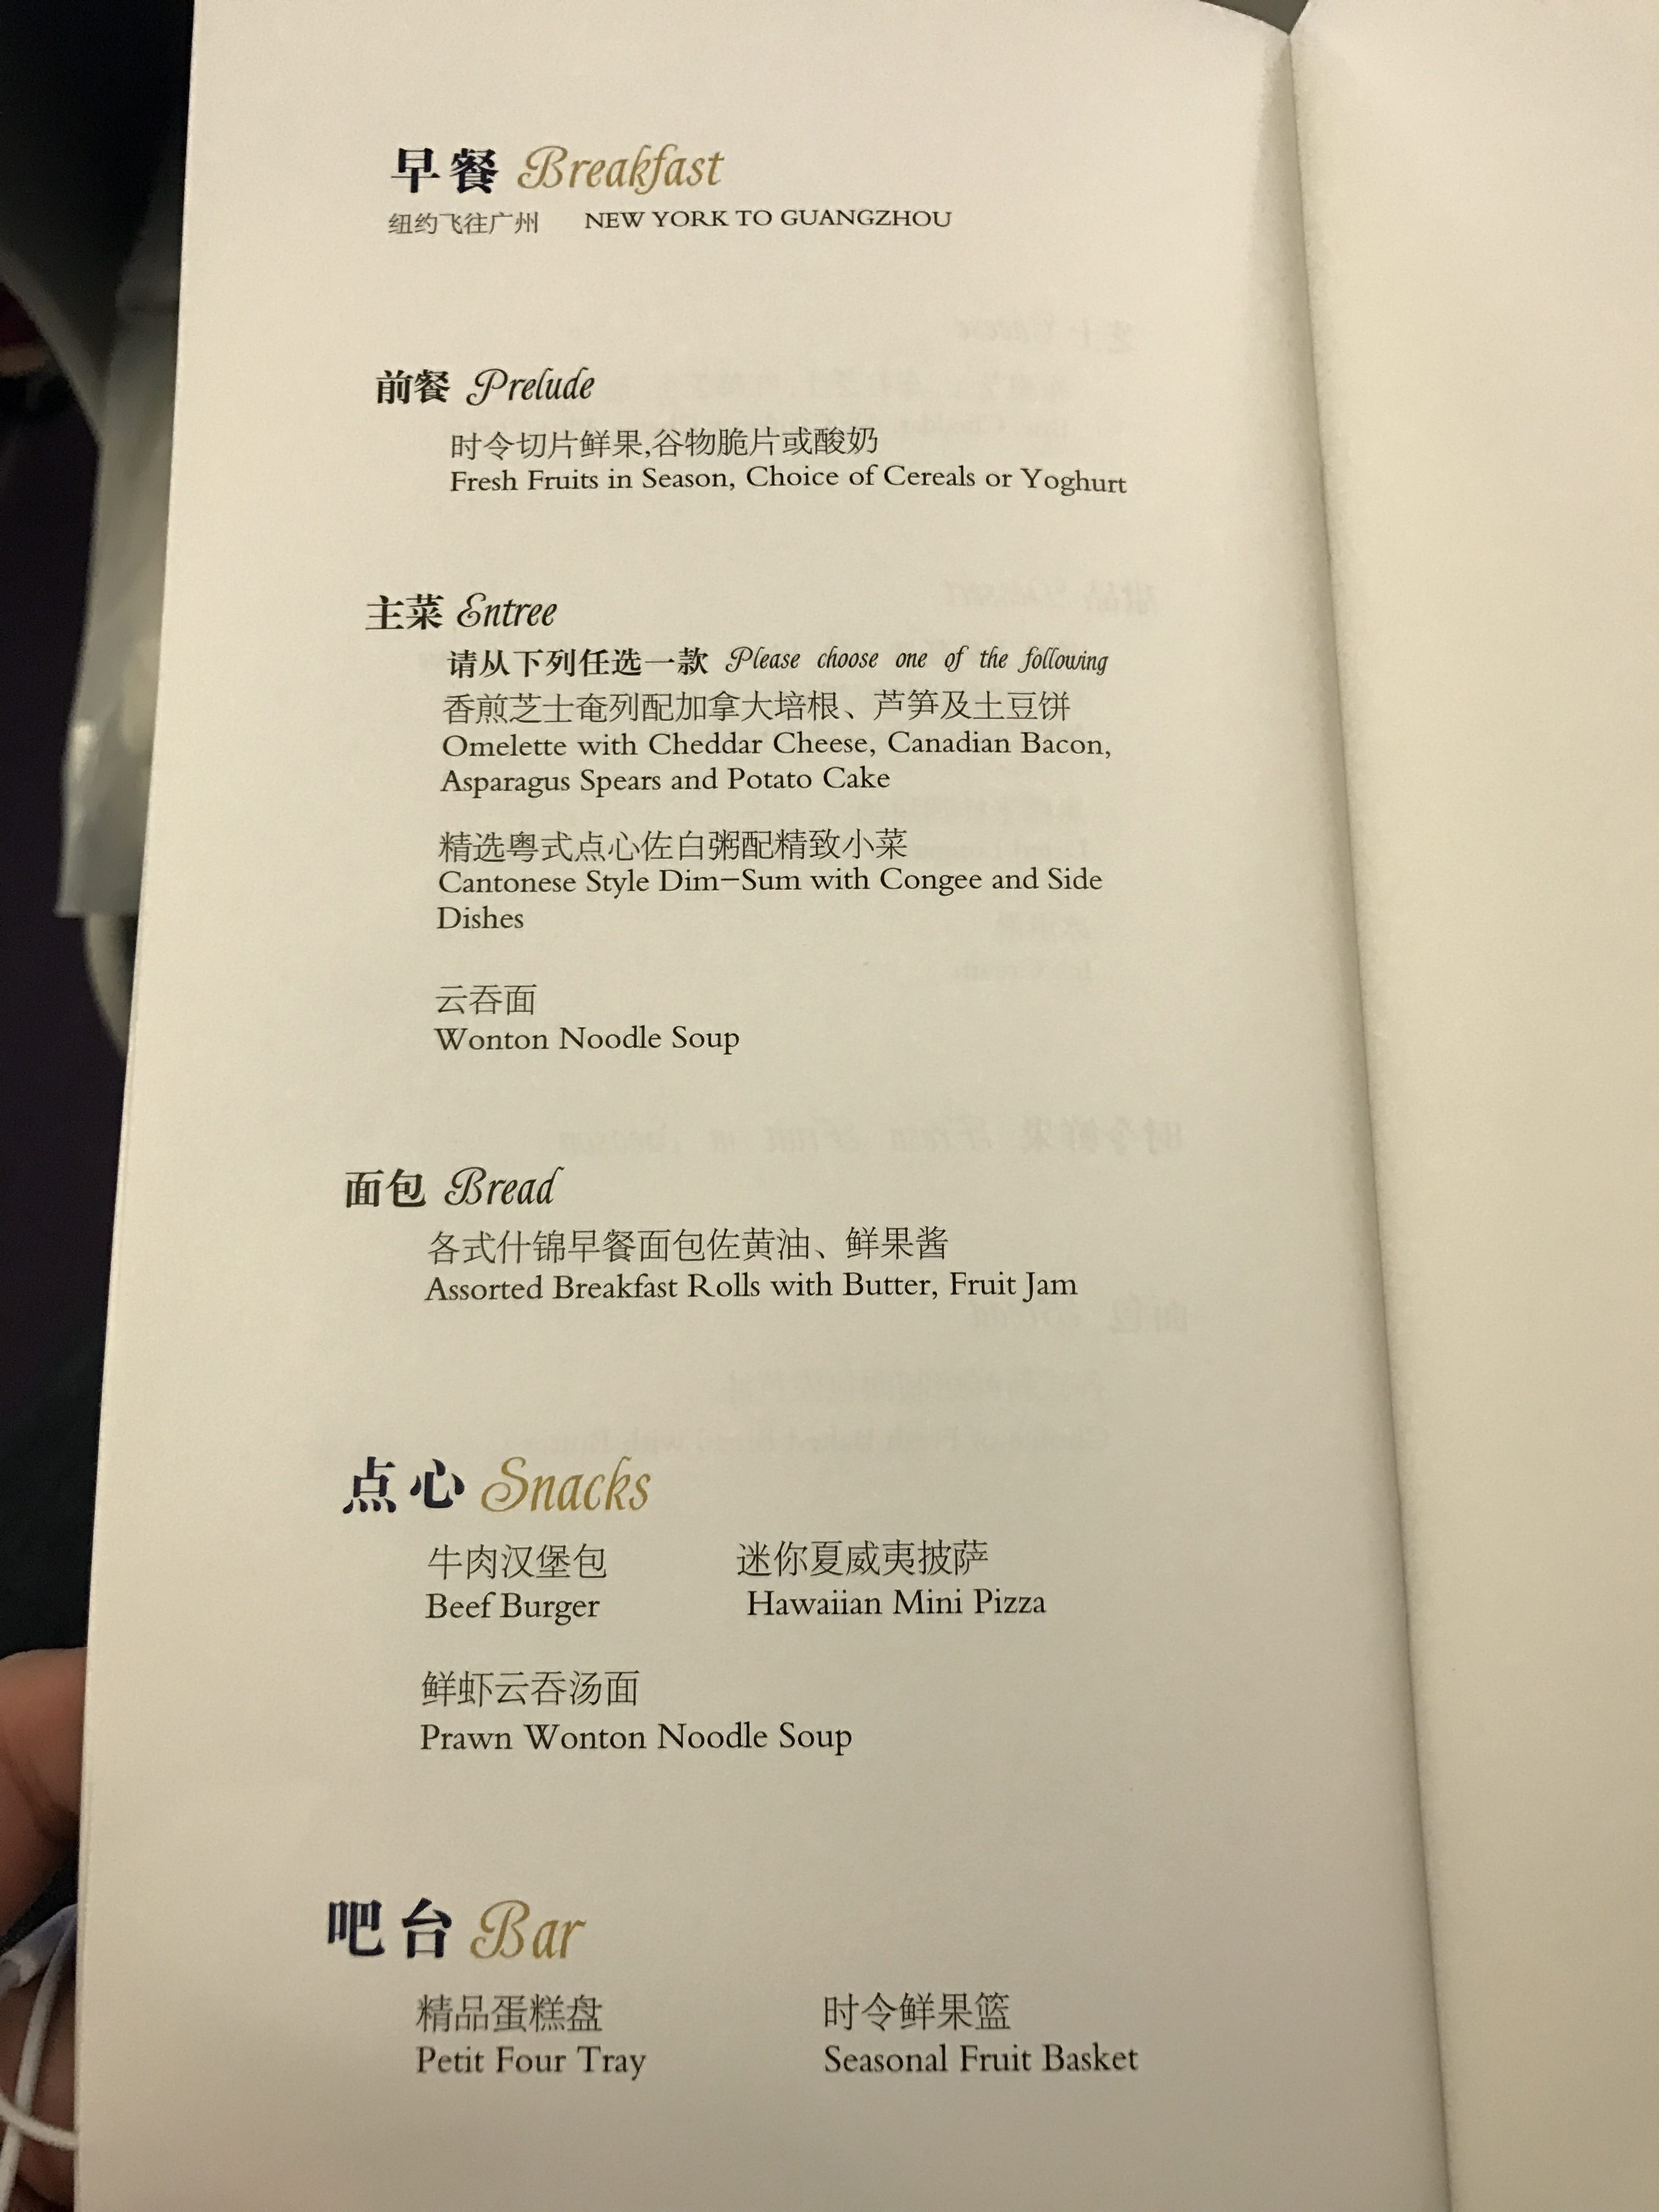 早餐 Breakfast
纽约飞往广州 NEW YORK TO GUANGZHOU
前餐 Prelude
时令切片鲜果,谷物脆片或酸奶
Fresh Fruits in Season, Choice of Cereals or Yoghurt
主菜 Entree
请从下列任选一款 Please choose one of the following
香煎芝士奄列配加拿大培根、芦笋及土豆饼
Omelette with Cheddar Cheese, Canadian Bacon,
Asparagus Spears and Potato Cake
精选粤式点心佐白粥配精致小菜
Cantonese Style Dim-Sum with Congee and Side
Dishes
云吞面
Wonton Noodle Soup
面包 Bread
各式什锦早餐面包佐黄油、鲜果酱
Assorted Breakfast Rolls with Butter, Fruit Jam
点心 Snacks
牛肉汉堡包 迷你夏威夷披萨
Beef Burger Hawaiian Mini Pizza
鲜虾云吞汤面
Prawn Wonton Noodle Soup
吧台 Bar
精品蛋糕盘 时令鲜果篮
Petit Four Tray Seasonal Fruit Basket